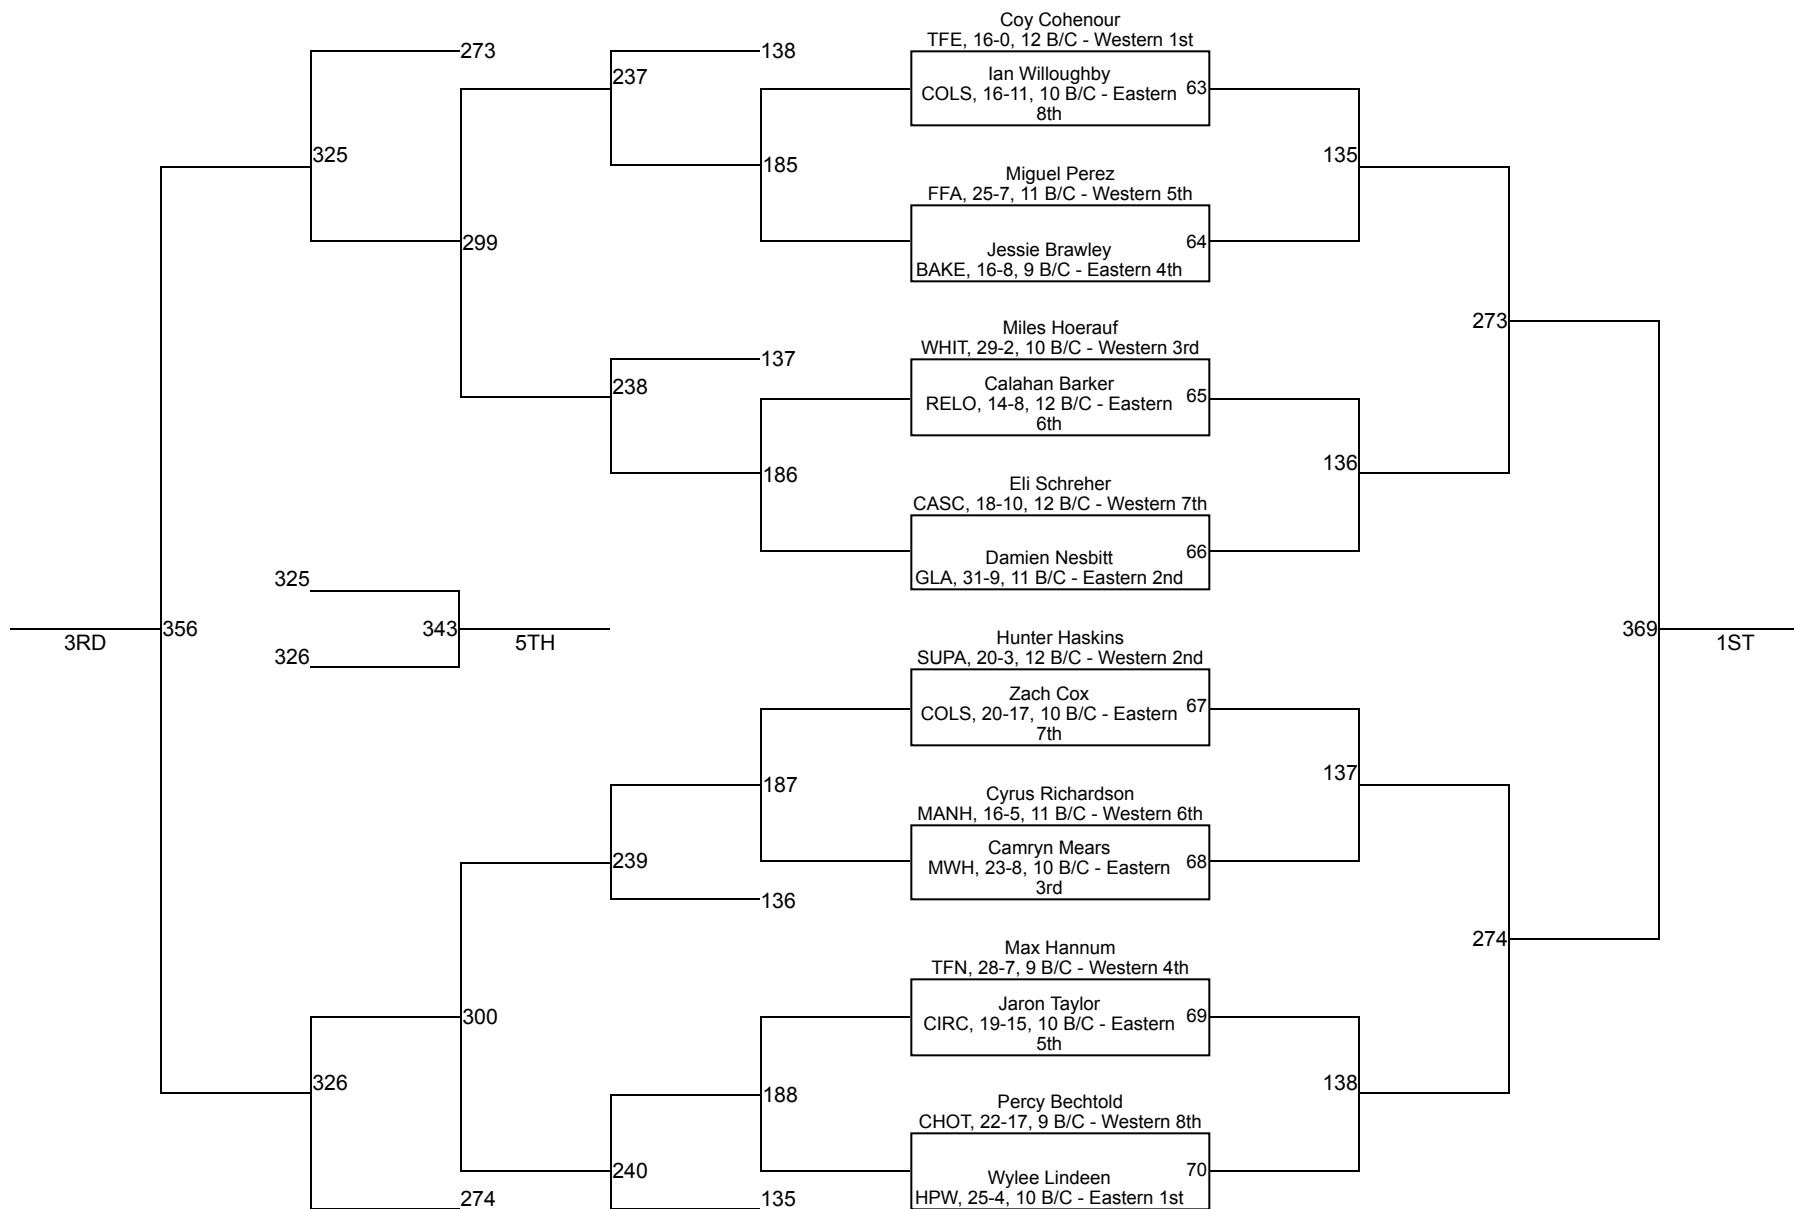 Coy Cohenour
TFE, 16-0, 12 B/C - Western 1st
273
138
237
Ian Willoughby
COLS, 16-11, 10 B/C - Eastern
8th
63
325
185
135
Miguel Perez
FFA, 25-7, 11 B/C - Western 5th
299
Jessie Brawley
BAKE, 16-8, 9 B/C - Eastern 4th
64
273
Miles Hoerauf
WHIT, 29-2, 10 B/C - Western 3rd
137
238
Calahan Barker
RELO, 14-8, 12 B/C - Eastern
6th
65
186
136
Eli Schreher
CASC, 18-10, 12 B/C - Western 7th
Damien Nesbitt
GLA, 31-9, 11 B/C - Eastern 2nd
66
325
3RD
356
343
5TH
326
369
1ST
Hunter Haskins
SUPA, 20-3, 12 B/C - Western 2nd
Zach Cox
COLS, 20-17, 10 B/C - Eastern
7th
67
187
137
Cyrus Richardson
MANH, 16-5, 11 B/C - Western 6th
239
Camryn Mears
MWH, 23-8, 10 B/C - Eastern
3rd
68
136
274
Max Hannum
TFN, 28-7, 9 B/C - Western 4th
300
Jaron Taylor
CIRC, 19-15, 10 B/C - Eastern
5th
69
326
188
138
Percy Bechtold
CHOT, 22-17, 9 B/C - Western 8th
240
Wylee Lindeen
HPW, 25-4, 10 B/C - Eastern 1st
70
274
135